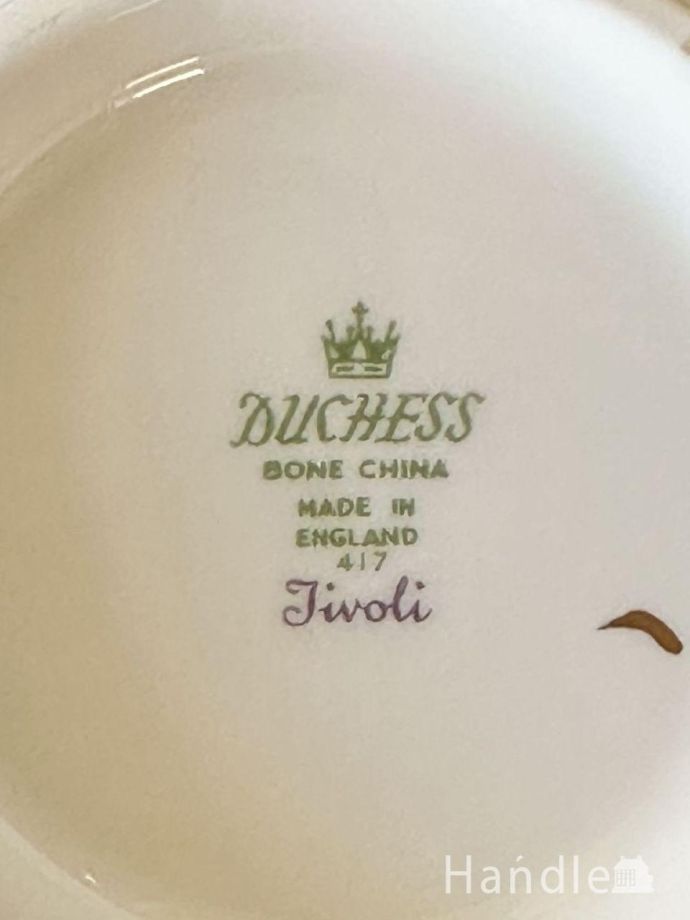 DUCHESS
BONE CHINA
MADE IN
ENGLAND
417
Tivoli
Handle